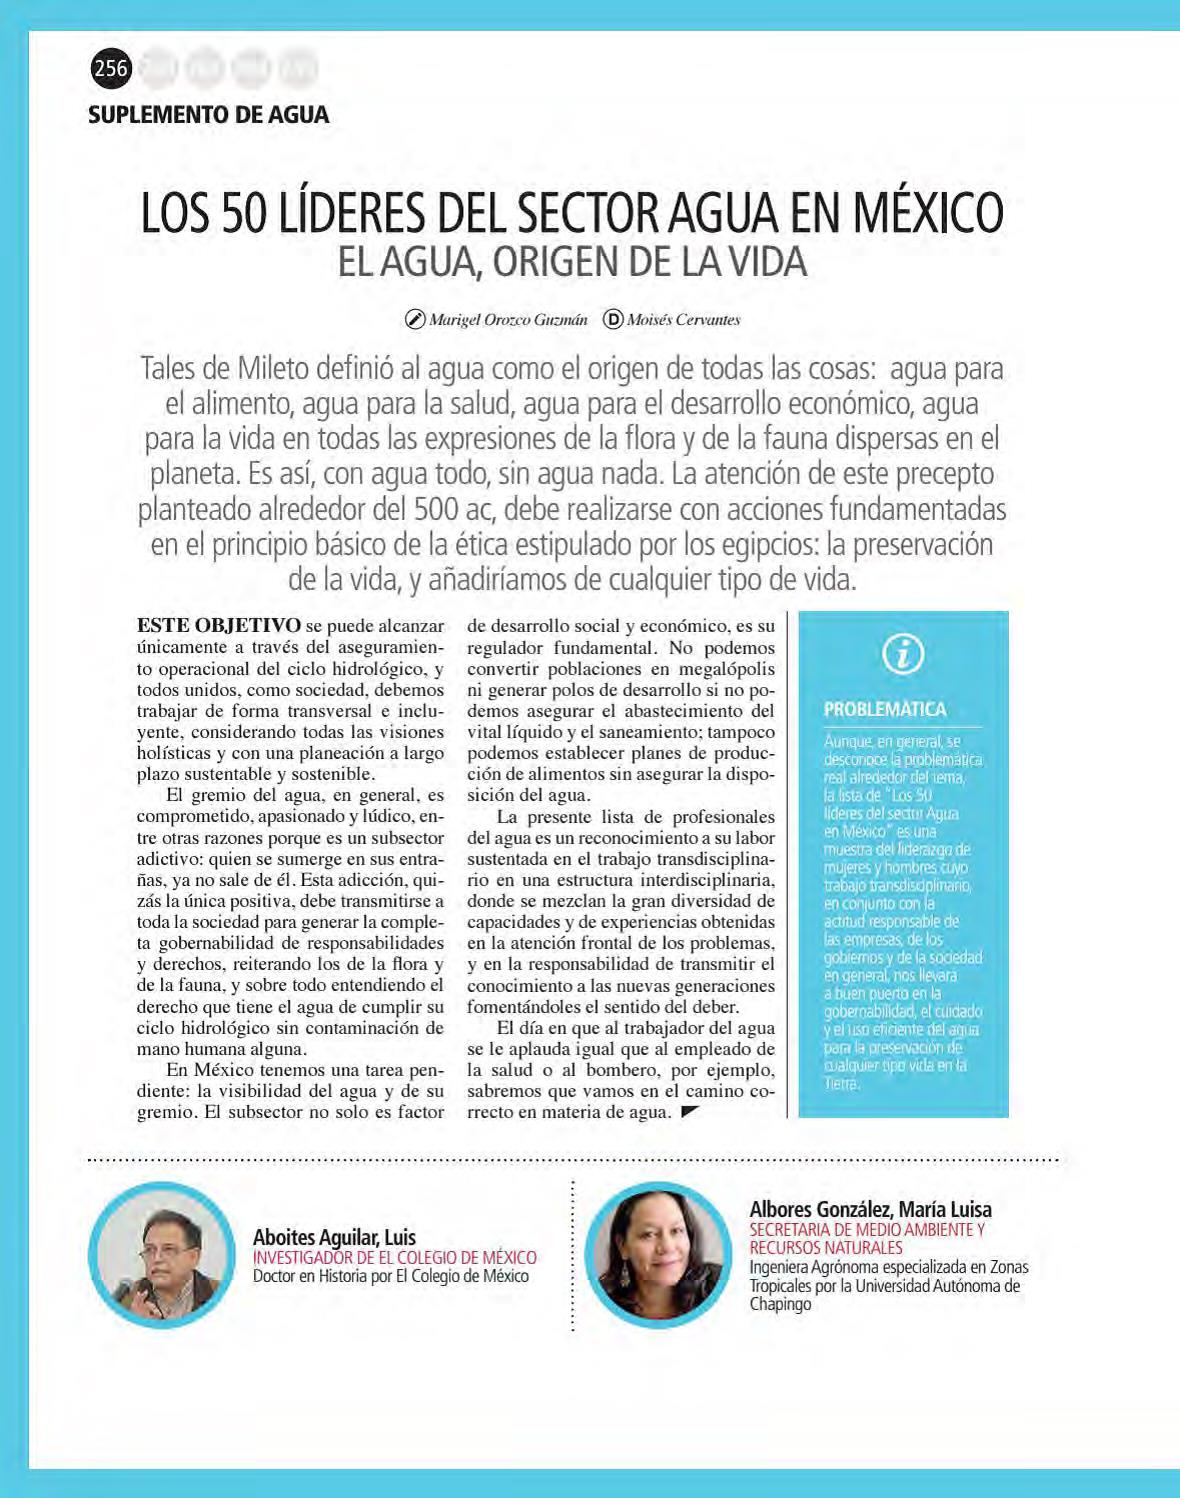 256
SUPLEMENTO DE AGUA
LOS 50 LÍDERES DEL SECTOR AGUA EN MÉXICO
EL AGUA, ORIGEN DE LA VIDA
Marigel Orozco Guzmán D Moisés Cervantes
Tales de Mileto definió al agua como el origen de todas las cosas: agua para
el alimento, agua para la salud, agua para el desarrollo económico, agua
para la vida en todas las expresiones de la flora y de la fauna dispersas en el
planeta. Es así, con agua todo, sin agua nada. La atención de este precepto
planteado alrededor del 500 ac, debe realizarse con acciones fundamentadas
en el principio básico de la ética estipulado por los egipcios: la preservación
de la vida, y añadiríamos de cualquier tipo de vida.
ESTE OBJETIVO se puede alcanzar
únicamente a través del aseguramien-
to operacional del ciclo hidrológico, y
todos unidos, como sociedad, debemos
trabajar de forma transversal e inclu-
yente, considerando todas las visiones
holísticas y con una planeación a largo
plazo sustentable y sostenible.
El gremio del agua, en general, es
comprometido, apasionado y lúdico, en-
tre otras razones porque es un subsector
adictivo: quien se sumerge en sus entra-
ñas, ya no sale de él. Esta adicción, qui-
zás la única positiva, debe transmitirse a
toda la sociedad para generar la comple-
ta gobernabilidad de responsabilidades
y derechos, reiterando los de la flora y
de la fauna, y sobre todo entendiendo el
derecho que tiene el agua de cumplir su
ciclo hidrológico sin contaminación de
mano humana alguna.
En México tenemos una tarea pen-
diente: la visibilidad del agua y de su
gremio. El subsector no solo es factor
de desarrollo social y económico, es su
regulador fundamental. No podemos
convertir poblaciones en megalópolis
ni generar polos de desarrollo si no po-
demos asegurar el abastecimiento del
vital líquido y el saneamiento; tampoco
podemos establecer planes de produc-
ción de alimentos sin asegurar la dispo-
sición del agua.
La presente lista de profesionales
del agua es un reconocimiento a su labor
sustentada en el trabajo transdisciplina-
rio en una estructura interdisciplinaria,
donde se mezclan la gran diversidad de
capacidades y de experiencias obtenidas
en la atención frontal de los problemas,
y en la responsabilidad de transmitir el
conocimiento a las nuevas generaciones
fomentándoles el sentido del deber.
El día en que al trabajador del agua
se le aplauda igual que al empleado de
la salud o al bombero, por ejemplo,
sabremos que vamos en el camino co-
rrecto en materia de agua.
i
PROBLEMÁTICA
Aunque, en general, se
desconoce la problemática
real alrededor del tema,
la lista de "Los 50
líderes del sector Agua
en México" es una
muestra del liderazgo de
mujeres y hombres cuyo
trabajo transdisciplinario,
en conjunto con la
actitud responsable de
las empresas, de los
gobiernos y de la sociedad
en general, nos llevará
a buen puerto en la
gobernabilidad, el cuidado
y el uso eficiente del agua
para la preservación de
cualquier tipo vida en la
Tierra.
Aboites Aguilar, Luis
INVESTIGADOR DE EL COLEGIO DE MÉXICO
Doctor en Historia por El Colegio de México
Albores González, María Luisa
SECRETARIA DE MEDIO AMBIENTE Y
RECURSOS NATURALES
Ingeniera Agrónoma especializada en Zonas
Tropicales por la Universidad Autónoma de
Chapingo